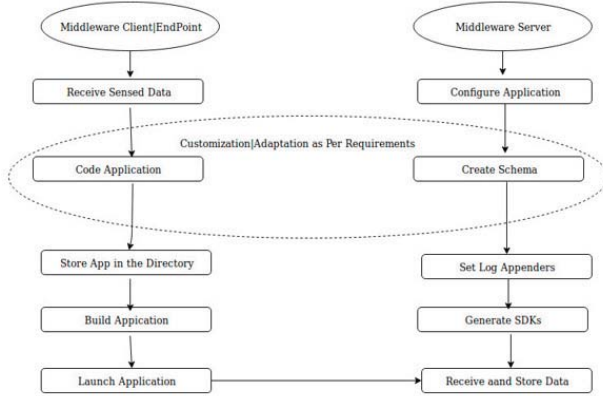 Middleware Client|EndPoint
Middleware Server
Receive Sensed Data
Configure Application
Customization|Adaptation as Per Requirements
Code Application
Create Schema
Store App in the Directory
Set Log Appenders
Build Appication
Generate SDKs
Launch Application
Receive aand Store Data